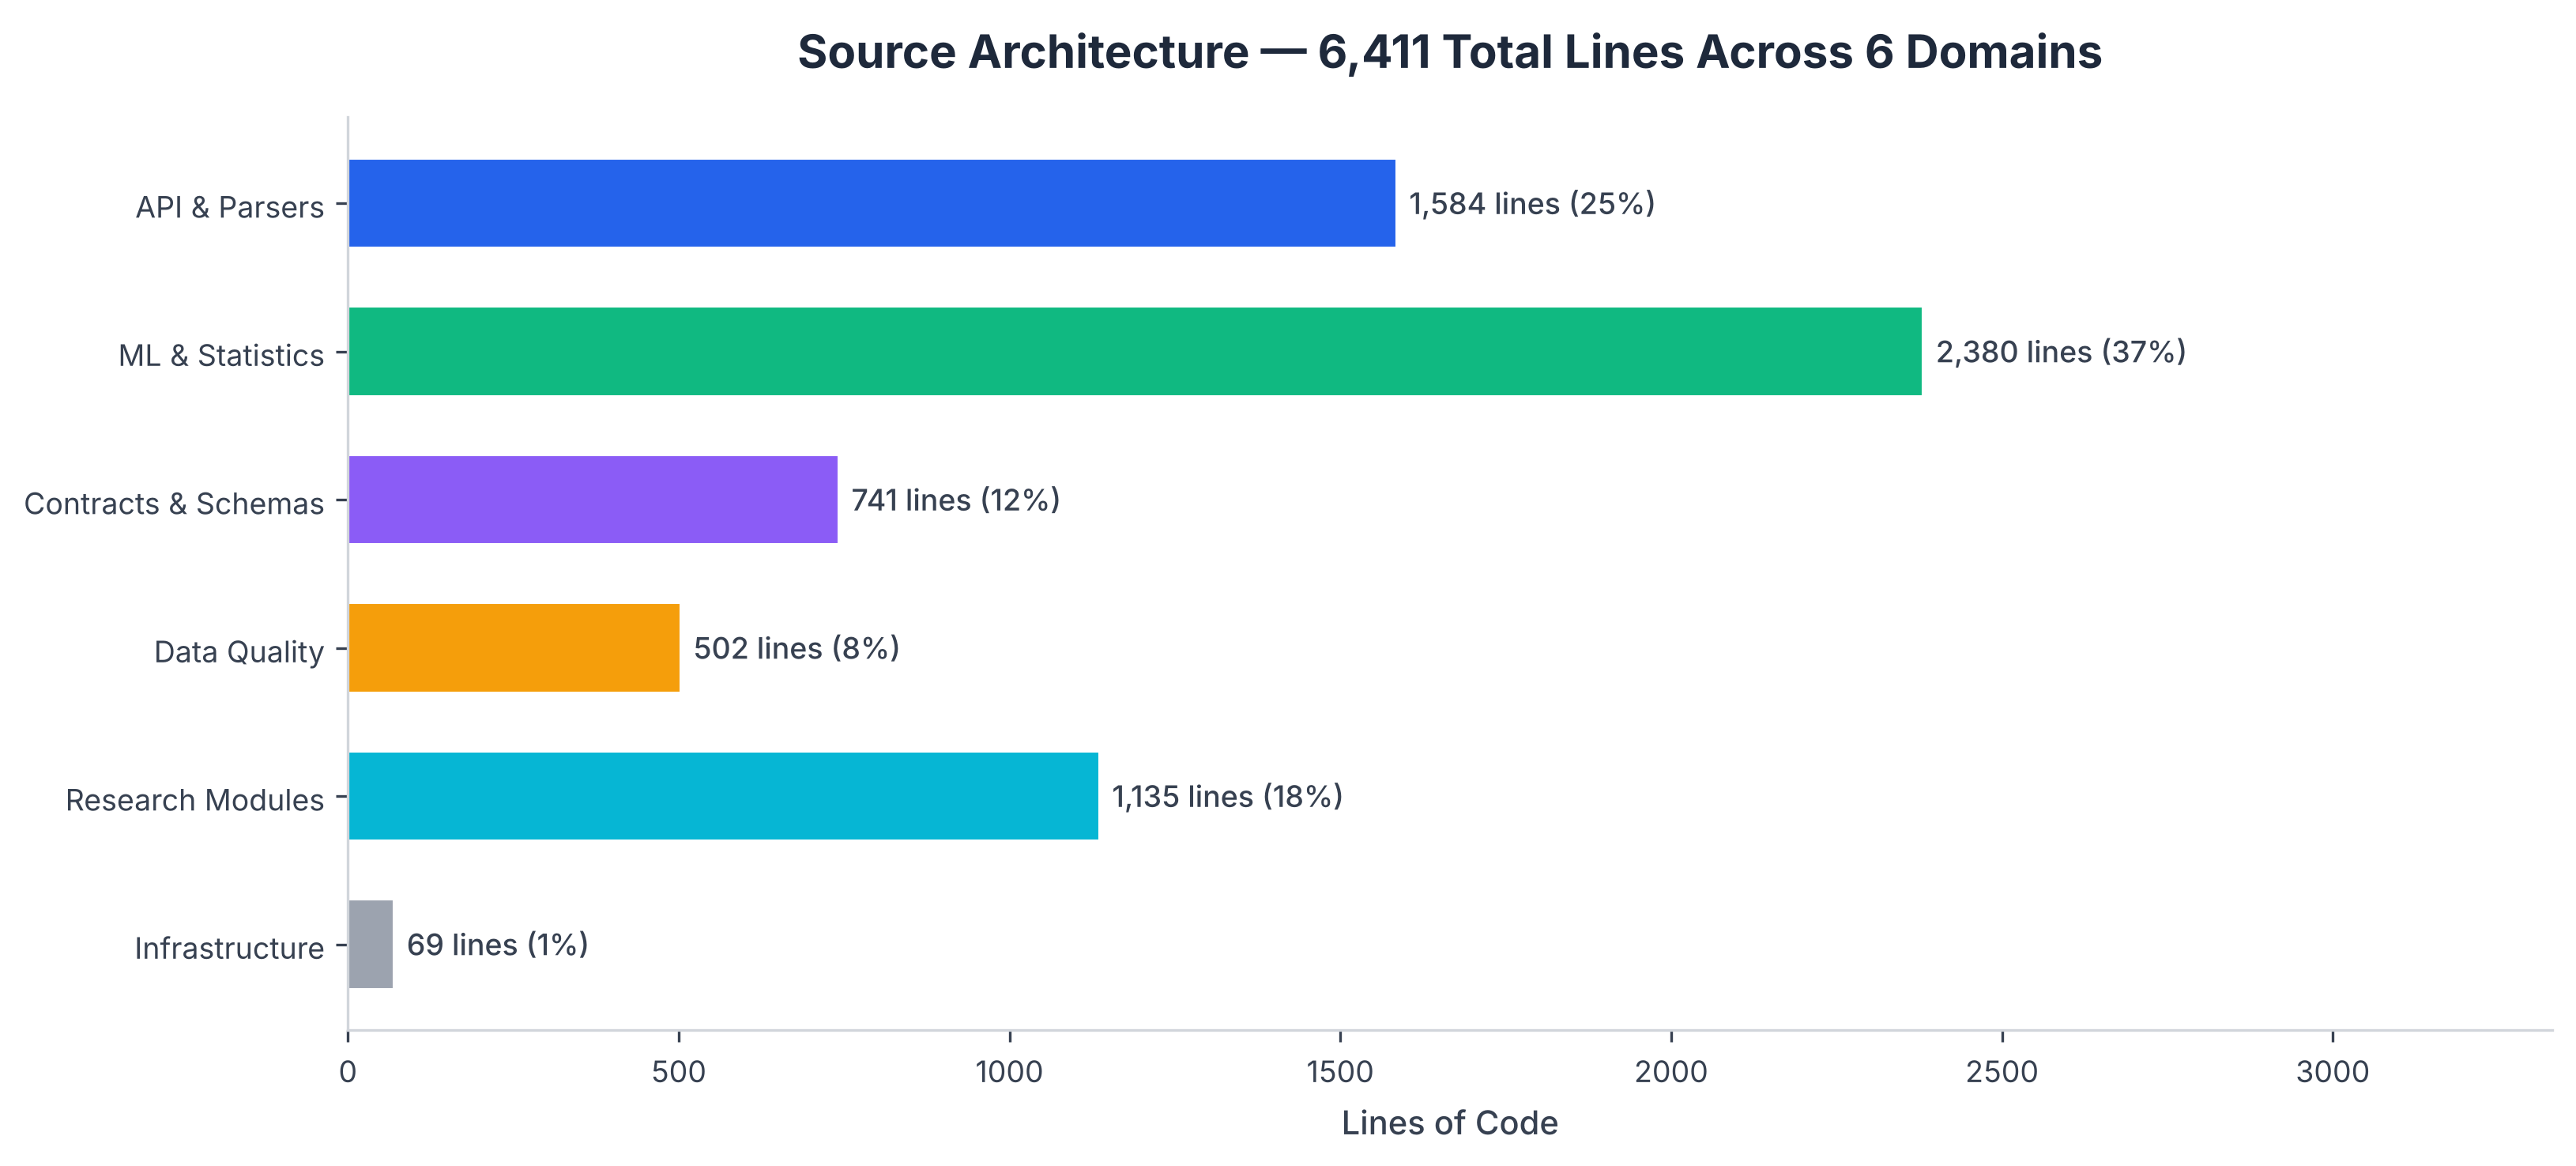 Source Architecture — 6,411 Total Lines Across 6 Domains
API & Parsers
1,584 lines (25%)
ML & Statistics
2,380 lines (37%)
Contracts & Schemas
741 lines (12%)
Data Quality
502 lines (8%)
Research Modules
1,135 lines (18%)
Infrastructure
69 lines (1%)
0 500 1000 1500 2000 2500 3000
Lines of Code